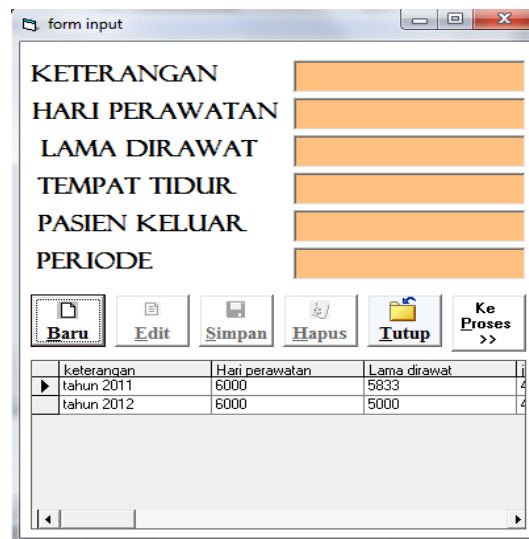 form input
KETERANGAN
HARI PERAWATAN
LAMA DIRAWAT
TEMPAT TIDUR
PASIEN KELUAR
PERIODE
Baru Edit Simpan Hapus Tutup Ke Proses >>
keterangan Hari perawatan Lama dirawat
tahun 2011 6000 5833
tahun 2012 6000 5000